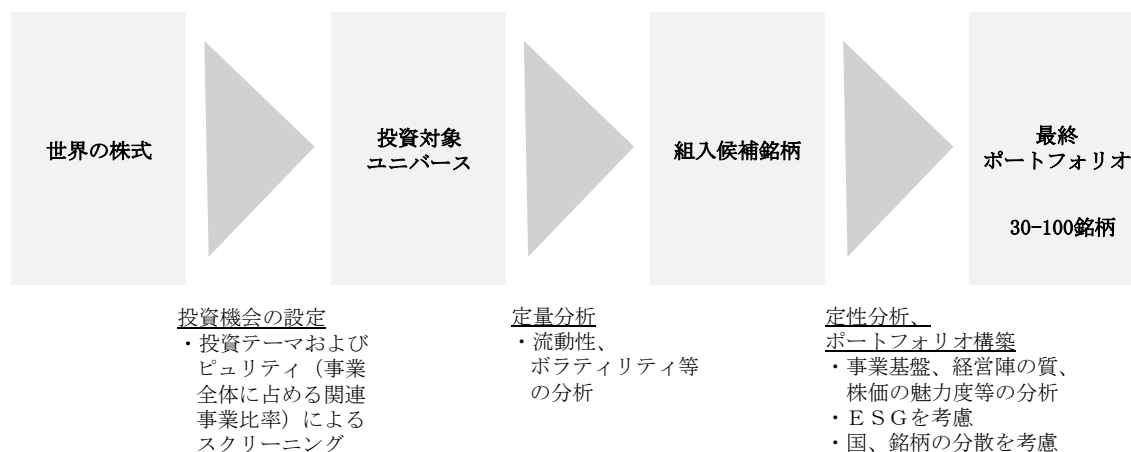 世界の株式
投資対象
ユニバース
組入候補銘柄
最終
ポートフォリオ
30-100銘柄
投資機会の設定
・投資テーマおよび
ピュリティ（事業
全体に占める関連
事業比率）による
スクリーニング
定量分析
・流動性、
ボラティリティ等
の分析
定性分析、
ポートフォリオ構築
・事業基盤、経営陣の質、
株価の魅力度等の分析
・ＥＳＧを考慮
・国、銘柄の分散を考慮